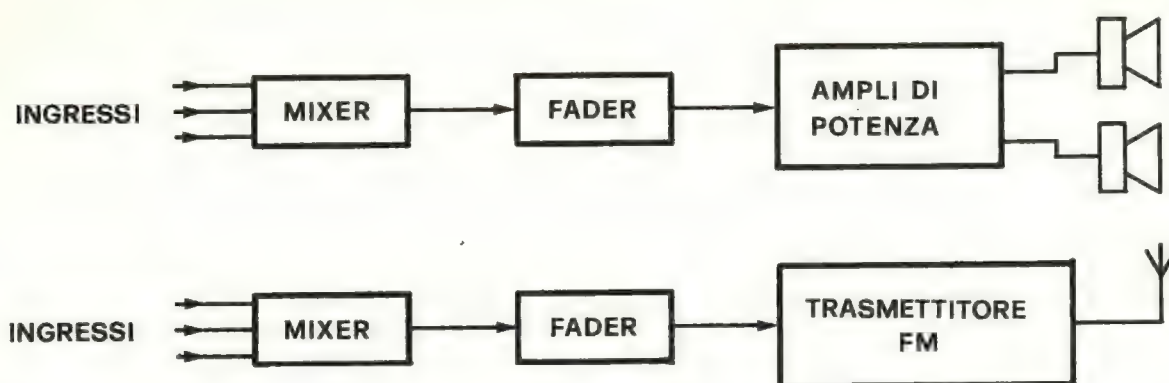 INGRESSI
MIXER
FADER
AMPLI DI
POTENZA
INGRESSI
MIXER
FADER
TRASMETTITORE
FM